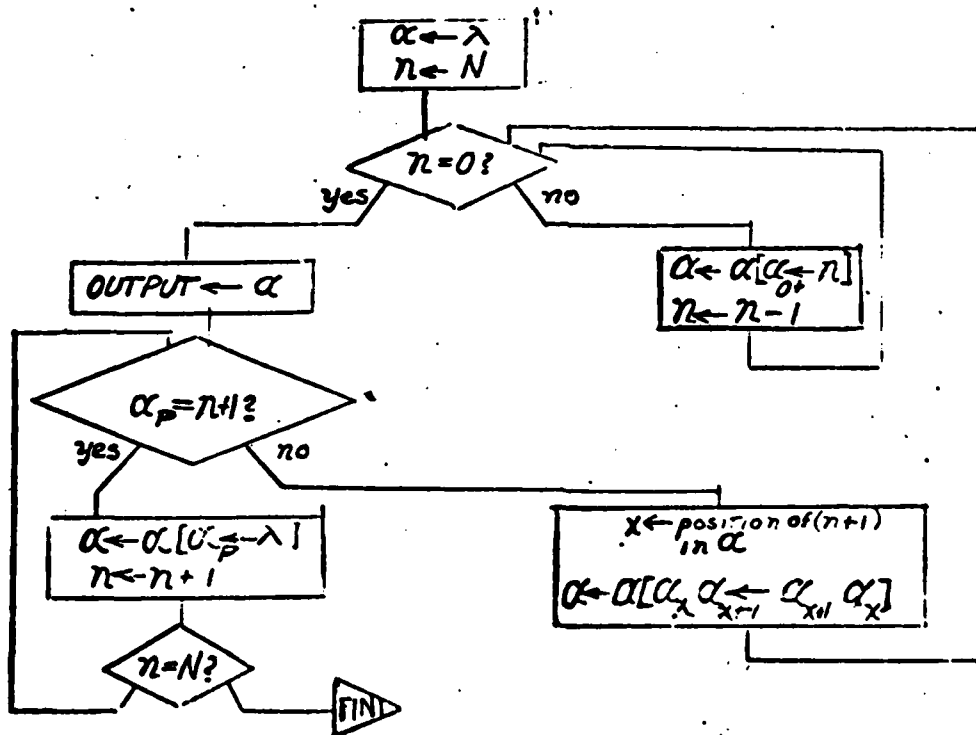 α ← λ
n ← N
n = 0?
yes
no
OUTPUT ← α
α ← α[α₀₊ ← n]
n ← n - 1
αₚ = n+1?
yes
no
α ← α[αₚ ← λ]
n ← n + 1
x ← position of (n+1)
in α
α ← α[αₓ αₓ₊₁ ← αₓ₊₁ αₓ]
n = N?
FIN